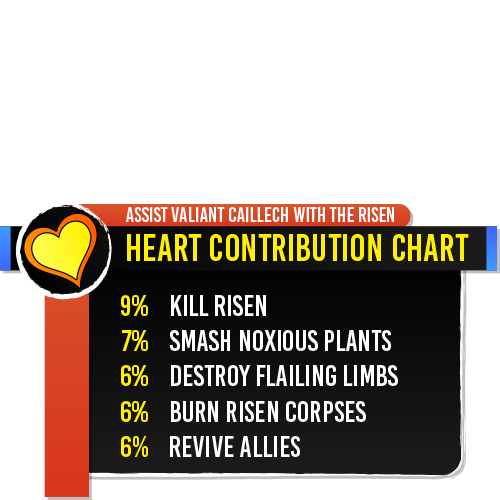 ASSIST VALIANT CAILLECH WITH THE RISEN
HEART CONTRIBUTION CHART
9% KILL RISEN
7% SMASH NOXIOUS PLANTS
6% DESTROY FLAILING LIMBS
6% BURN RISEN CORPSES
6% REVIVE ALLIES